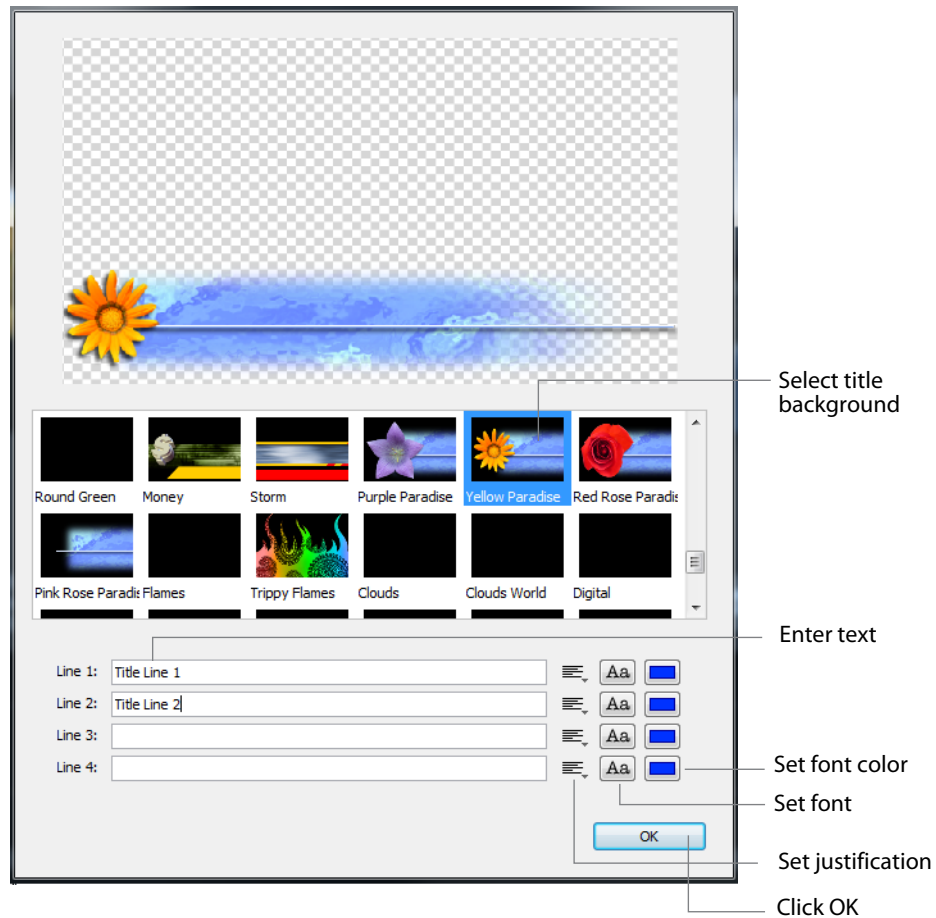 Select title
background
Round Green
Money
Storm
Purple Paradise
Yellow Paradise
Red Rose Paradis
Pink Rose Paradis
Flames
Trippy Flames
Clouds
Clouds World
Digital
Enter text
Line 1: Title Line 1 Aa
Line 2: Title Line 2 Aa
Line 3: Aa
Line 4: Aa
Set font color
Set font
OK
Set justification
Click OK